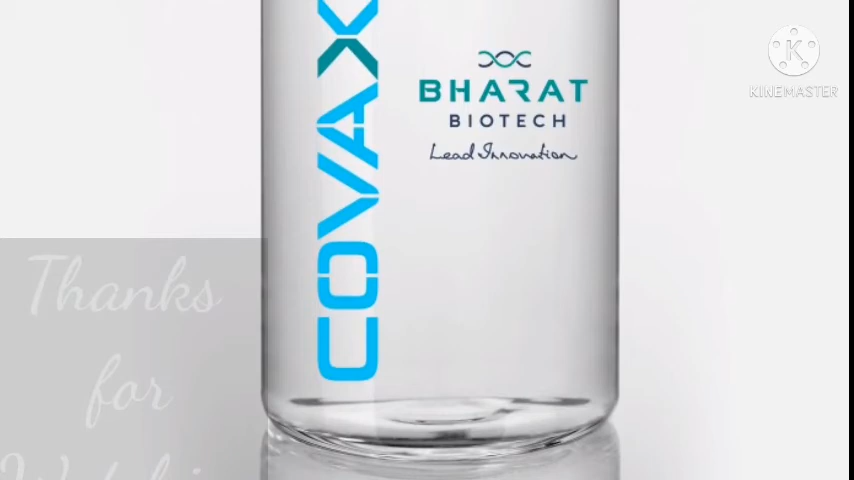 COVAX
BHARAT
BIOTECH
Lead Innovation
KINEMASTER
Thanks
for